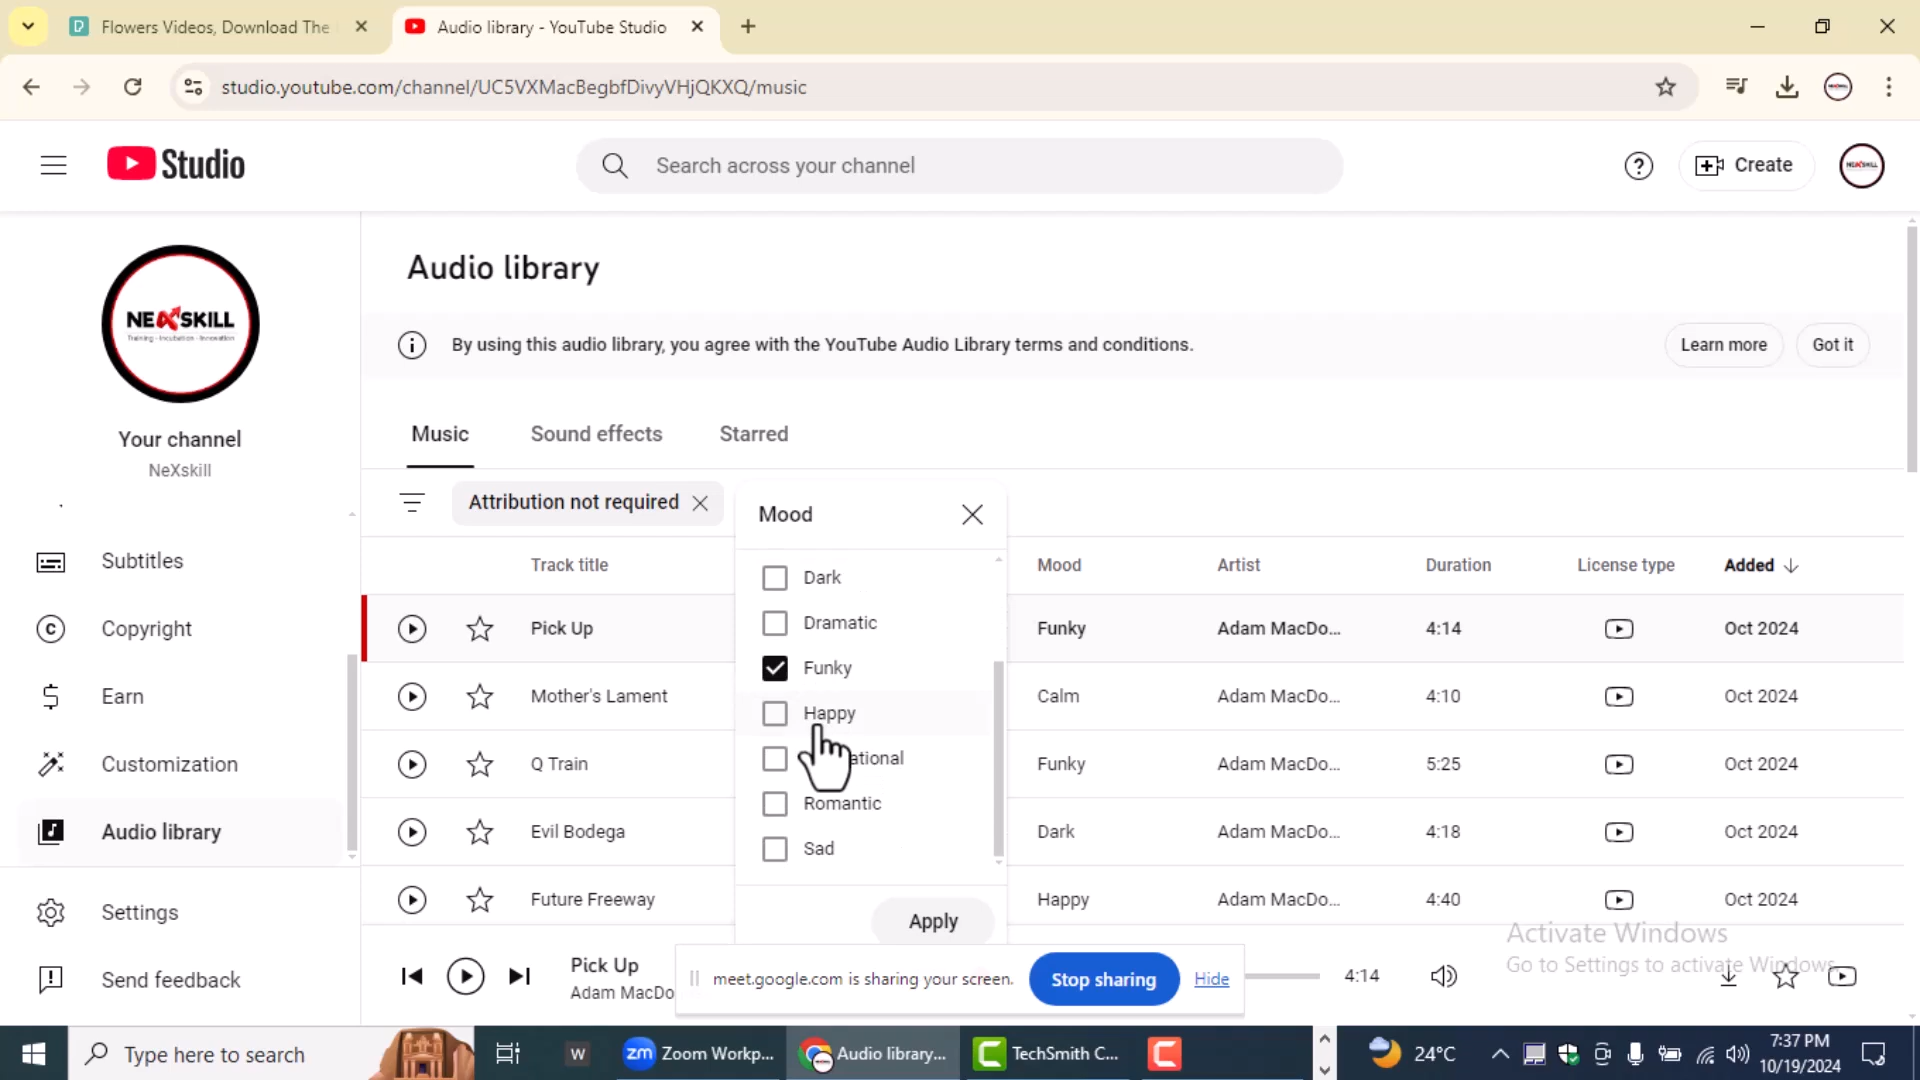 Flowers Videos, Download The
Audio library - YouTube Studio
studio.youtube.com/channel/UC5VXMacBegbfDivyVHjQKXQ/music
Studio
Search across your channel
Create
NEXSKILL
NEXSKILL
Training - Incubation - Innovation
Your channel
NeXskill
Subtitles
Copyright
Earn
Customization
Audio library
Settings
Send feedback
Audio library
By using this audio library, you agree with the YouTube Audio Library terms and conditions.
Learn more
Got it
Music
Sound effects
Starred
Attribution not required
Mood
Dark
Dramatic
Funky
Happy
ational
Romantic
Sad
Apply
Track title Mood Artist Duration License type Added
Pick Up Funky Adam MacDo... 4:14 Oct 2024
Mother's Lament Calm Adam MacDo... 4:10 Oct 2024
Q Train Funky Adam MacDo... 5:25 Oct 2024
Evil Bodega Dark Adam MacDo... 4:18 Oct 2024
Future Freeway Happy Adam MacDo... 4:40 Oct 2024
Pick Up
Adam MacDo
meet.google.com is sharing your screen.
Stop sharing
Hide
4:14
Activate Windows
Go to Settings to activate Windows.
Type here to search
W
zm Zoom Workp...
Audio library...
TechSmith C...
24°C
7:37 PM
10/19/2024